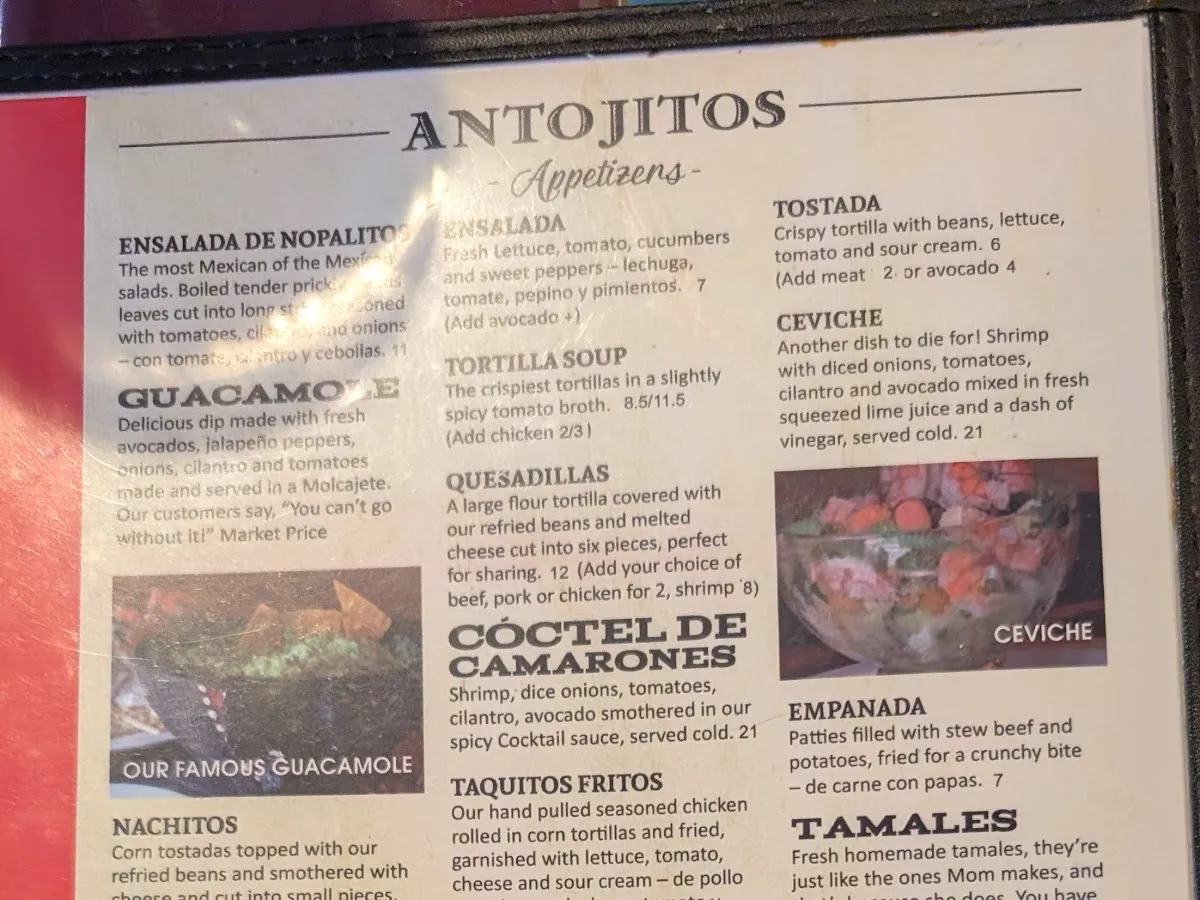 ANTOJITOS
- Appetizers -
ENSALADA DE NOPALITOS
The most Mexican of the Mexican
salads. Boiled tender prickly
leaves cut into long
with tomatoes, cilantro, and onions
– con tomate, cilantro y cebollas. 11
GUACAMOLE
Delicious dip made with fresh
avocados, jalapeño peppers,
onions, cilantro and tomatoes
made and served in a Molcajete.
Our customers say, “You can’t go
without it!” Market Price
OUR FAMOUS GUACAMOLE
NACHITOS
Corn tostadas topped with our
refried beans and smothered with
cheese and cut into small pieces.
ENSALADA
Fresh Lettuce, tomato, cucumbers
and sweet peppers – lechuga,
tomate, pepino y pimientos. 7
(Add avocado +)
TORTILLA SOUP
The crispiest tortillas in a slightly
spicy tomato broth. 8.5/11.5
(Add chicken 2/3)
QUESADILLAS
A large flour tortilla covered with
our refried beans and melted
cheese cut into six pieces, perfect
for sharing. 12 (Add your choice of
beef, pork or chicken for 2, shrimp 8)
CÓCTEL DE
CAMARONES
Shrimp, dice onions, tomatoes,
cilantro, avocado smothered in our
spicy Cocktail sauce, served cold. 21
TAQUITOS FRITOS
Our hand pulled seasoned chicken
rolled in corn tortillas and fried,
garnished with lettuce, tomato,
cheese and sour cream – de pollo
TOSTADA
Crispy tortilla with beans, lettuce,
tomato and sour cream. 6
(Add meat 2 or avocado 4
CEVICHE
Another dish to die for! Shrimp
with diced onions, tomatoes,
cilantro and avocado mixed in fresh
squeezed lime juice and a dash of
vinegar, served cold. 21
CEVICHE
EMPANADA
Patties filled with stew beef and
potatoes, fried for a crunchy bite
– de carne con papas. 7
TAMALES
Fresh homemade tamales, they’re
just like the ones Mom makes, and
does. You have